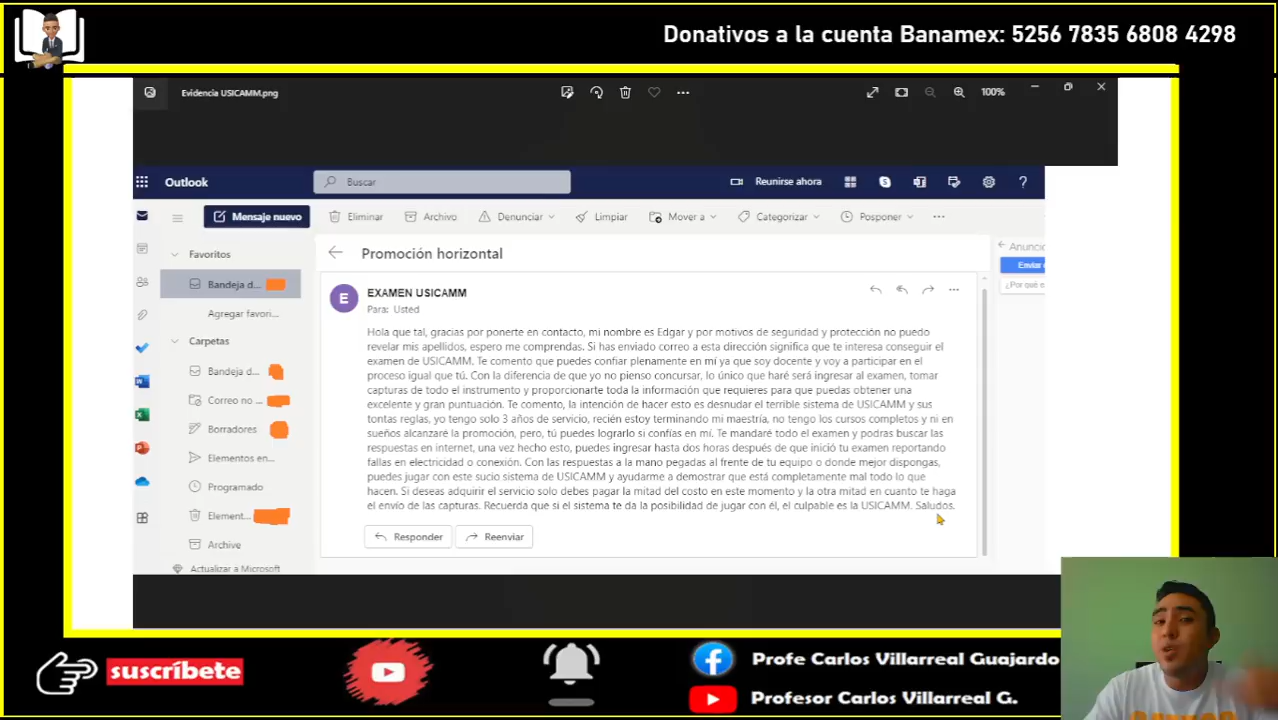 Donativos a la cuenta Banamex: 5256 7835 6808 4298
Evidencia USICAMM.png
100%
Outlook
Buscar
Reunirse ahora
Mensaje nuevo
Eliminar
Archivo
Denunciar
Limpiar
Mover a
Categorizar
Posponer
Favoritos
Bandeja d...
Agregar favori...
Carpetas
Bandeja d...
Correo no ...
Borradores
Elementos en...
Programado
Element...
Archive
Actualizar a Microsoft
Promoción horizontal
E
EXAMEN USICAMM
Para: Usted
Hola que tal, gracias por ponerte en contacto, mi nombre es Edgar y por motivos de seguridad y protección no puedo
revelar mis apellidos, espero me comprendas. Si has enviado correo a esta dirección significa que te interesa conseguir el
examen de USICAMM. Te comento que puedes confiar plenamente en mí ya que soy docente y voy a participar en el
proceso igual que tú. Con la diferencia de que yo no pienso concursar, lo único que haré será ingresar al examen, tomar
capturas de todo el instrumento y proporcionarte toda la información que requieres para que puedas obtener una
excelente y gran puntuación. Te comento, la intención de hacer esto es desnudar el terrible sistema de USICAMM y sus
tontas reglas, yo tengo solo 3 años de servicio, recién estoy terminando mi maestría, no tengo los cursos completos y ni en
sueños alcanzaré la promoción, pero, tú puedes lograrlo si confías en mí. Te mandaré todo el examen y podras buscar las
respuestas en internet, una vez hecho esto, puedes ingresar hasta dos horas después de que inició tu examen reportando
fallas en electricidad o conexión. Con las respuestas a la mano pegadas al frente de tu equipo o donde mejor dispongas,
puedes jugar con este sucio sistema de USICAMM y ayudarme a demostrar que está completamente mal todo lo que
hacen. Si deseas adquirir el servicio solo debes pagar la mitad del costo en este momento y la otra mitad en cuanto te haga
el envío de las capturas. Recuerda que si el sistema te da la posibilidad de jugar con él, el culpable es la USICAMM. Saludos.
Responder
Reenviar
Anuncio
Enviar
¿Por qué e
suscríbete
Profe Carlos Villarreal Guajardo
Profesor Carlos Villarreal G.